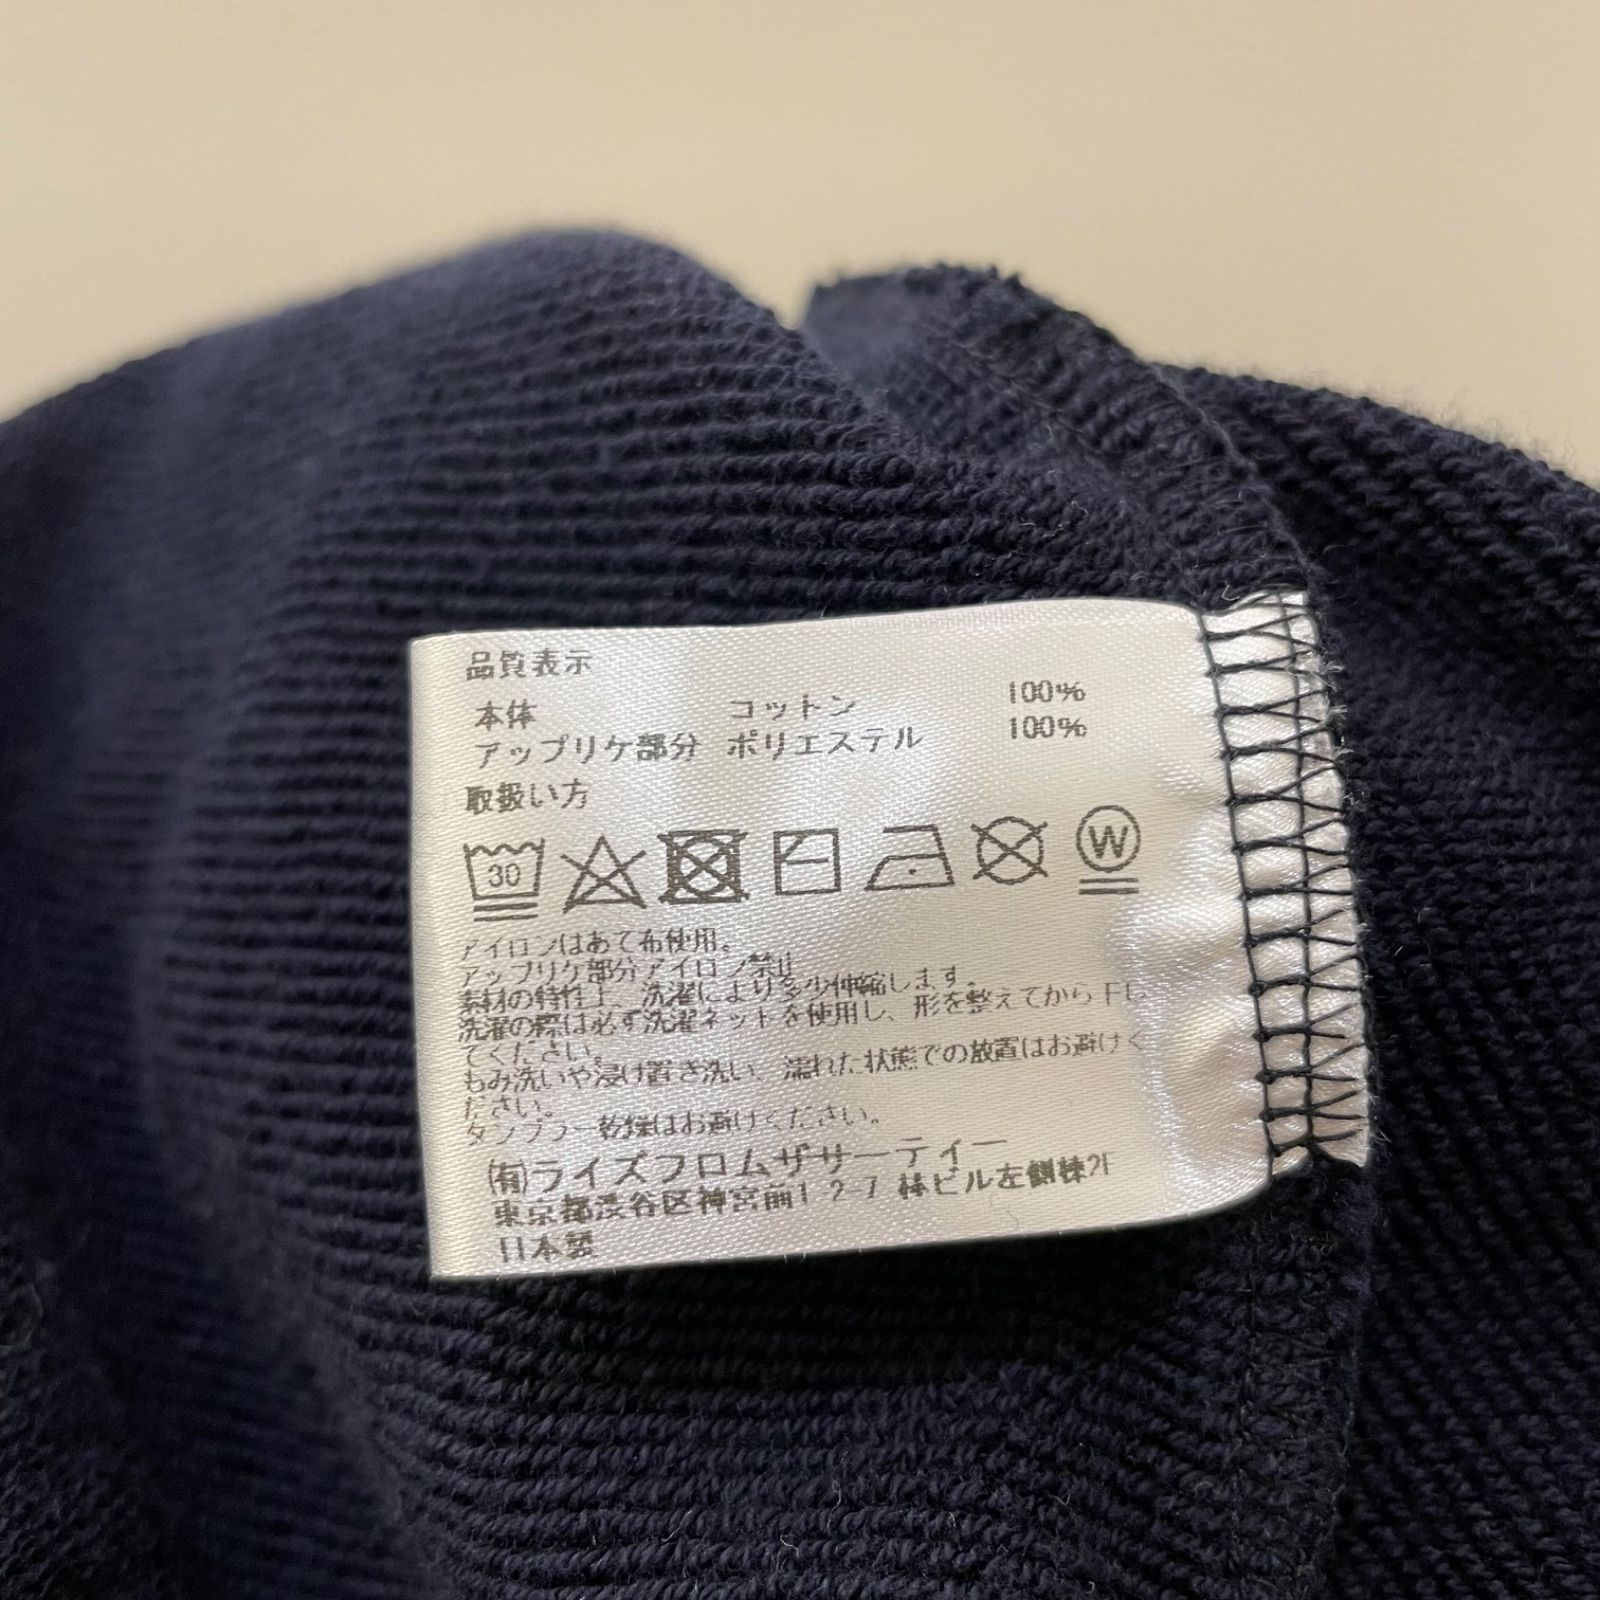 品質表示
本体 コットン 100%
アップリケ部分 ポリエステル 100%
取扱い方
30 W
アイロンはあて布使用。
アップリケ部分アイロン禁止
素材の特性上、洗濯により多少伸縮します。
洗濯の際は必ず洗濯ネットを使用し、形を整えてから干し
てください。
もみ洗いや浸け置き洗い、濡れた状態での放置はお避けく
ださい。
タンブラー乾燥はお避けください。
(有)ライズフロムザサーティー
東京都渋谷区神宮前1-2-7 林ビル左側棟2F
日本製